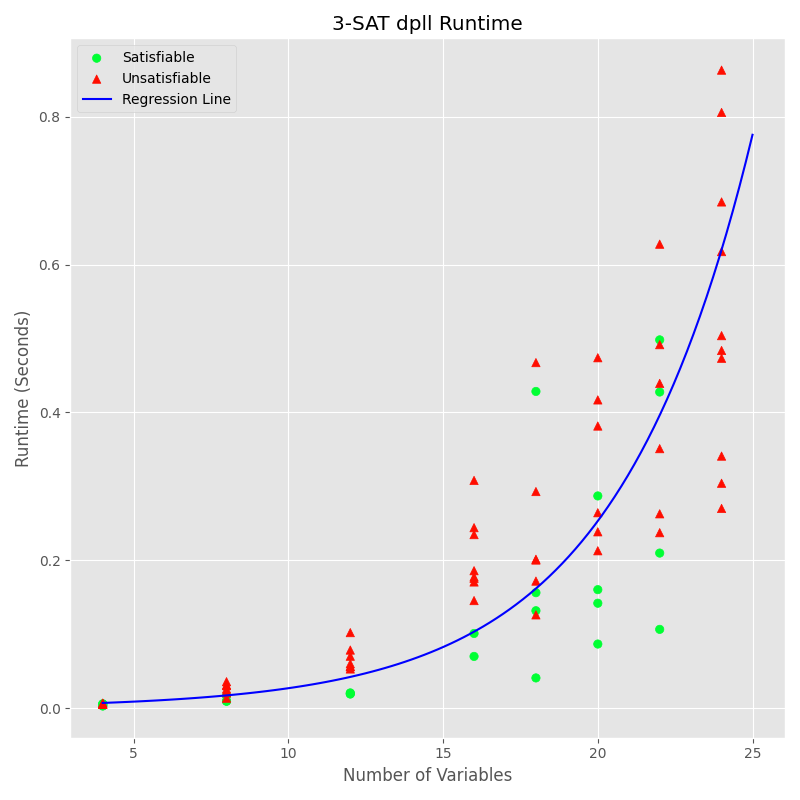 3-SAT dpll Runtime
Satisfiable
Unsatisfiable
Regression Line
Runtime (Seconds)
0.8
0.6
0.4
0.2
0.0
5
10
15
20
25
Number of Variables